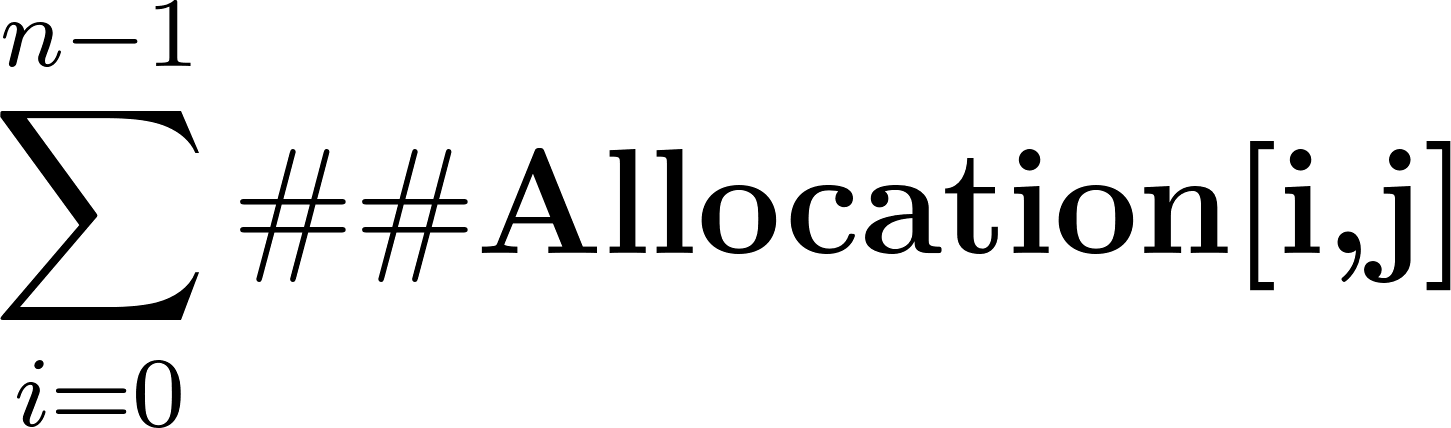 n−1
∑ ##Allocation[i,j]
i=0